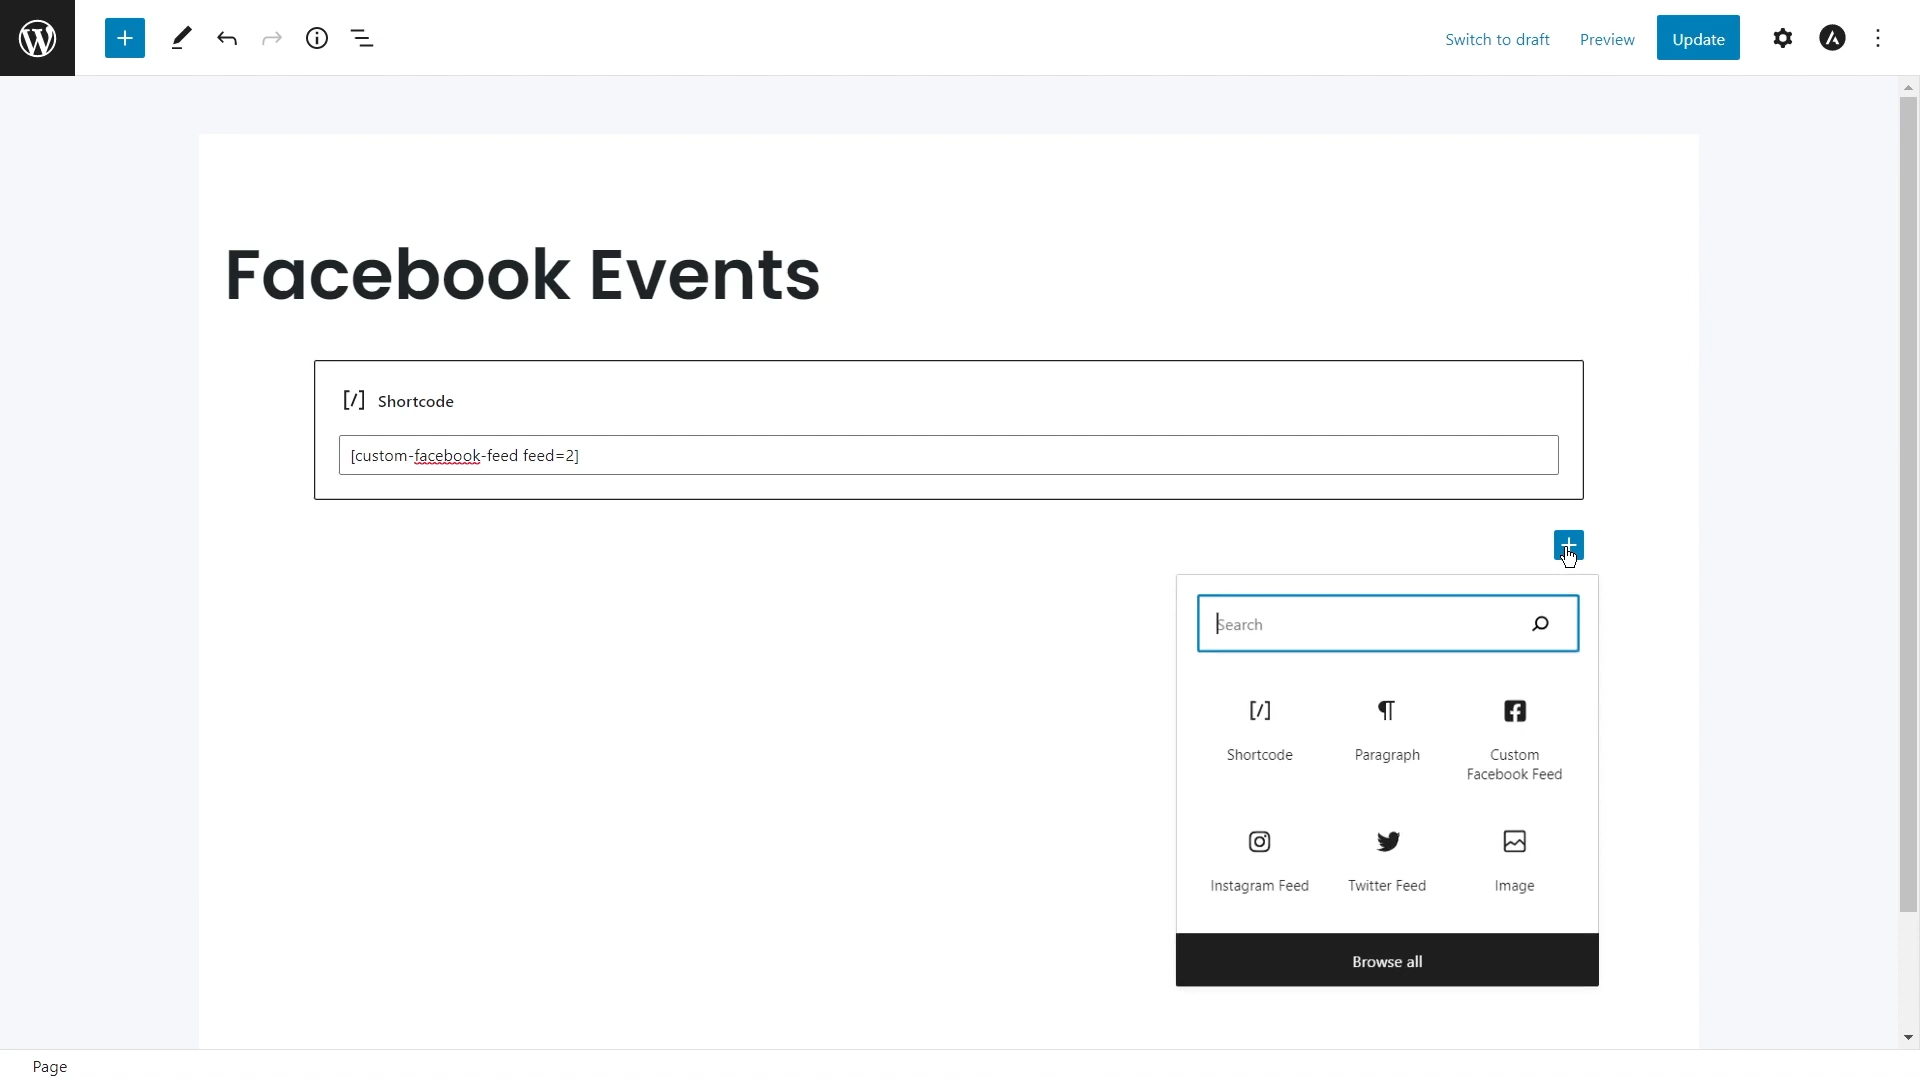 Switch to draft Preview Update
Facebook Events
[/] Shortcode
[custom-facebook-feed feed=2]
Search
[/] ¶
Shortcode Paragraph Custom
Facebook Feed
Instagram Feed Twitter Feed Image
Browse all
Page